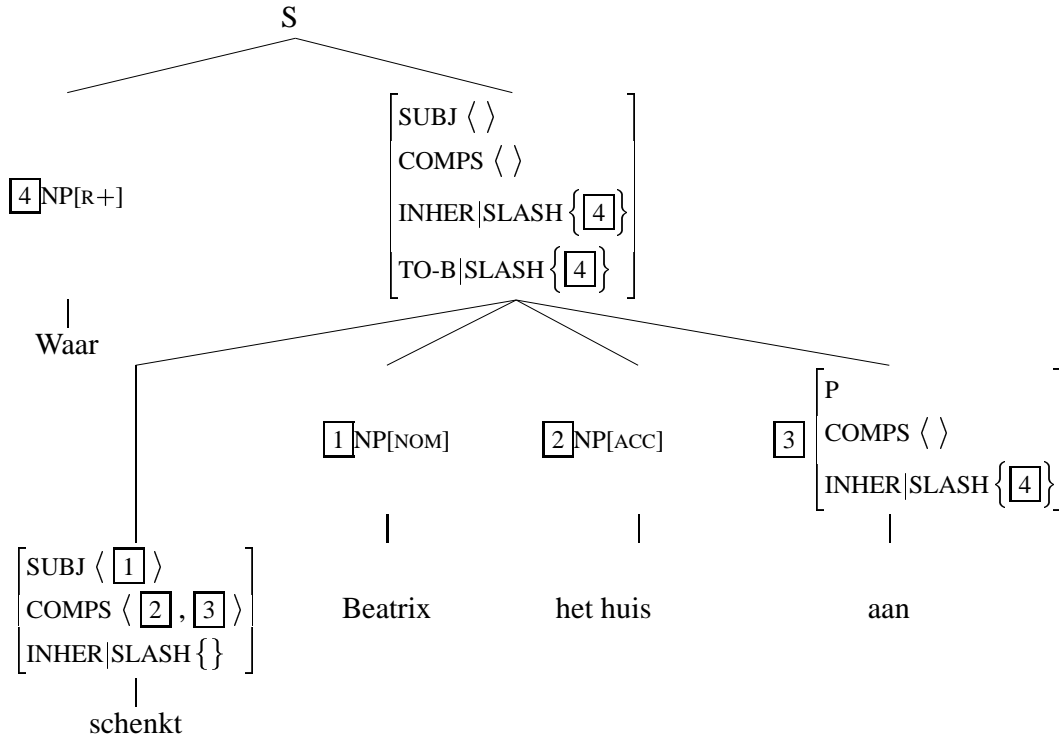 S
SUBJ ⟨ ⟩
COMPS ⟨ ⟩
4 NP[R+]
INHER|SLASH { 4 }
TO-B|SLASH { 4 }
Waar
P
1 NP[NOM] 2 NP[ACC] 3 COMPS ⟨ ⟩
INHER|SLASH { 4 }
SUBJ ⟨ 1 ⟩
COMPS ⟨ 2 , 3 ⟩ Beatrix het huis aan
INHER|SLASH {}
schenkt